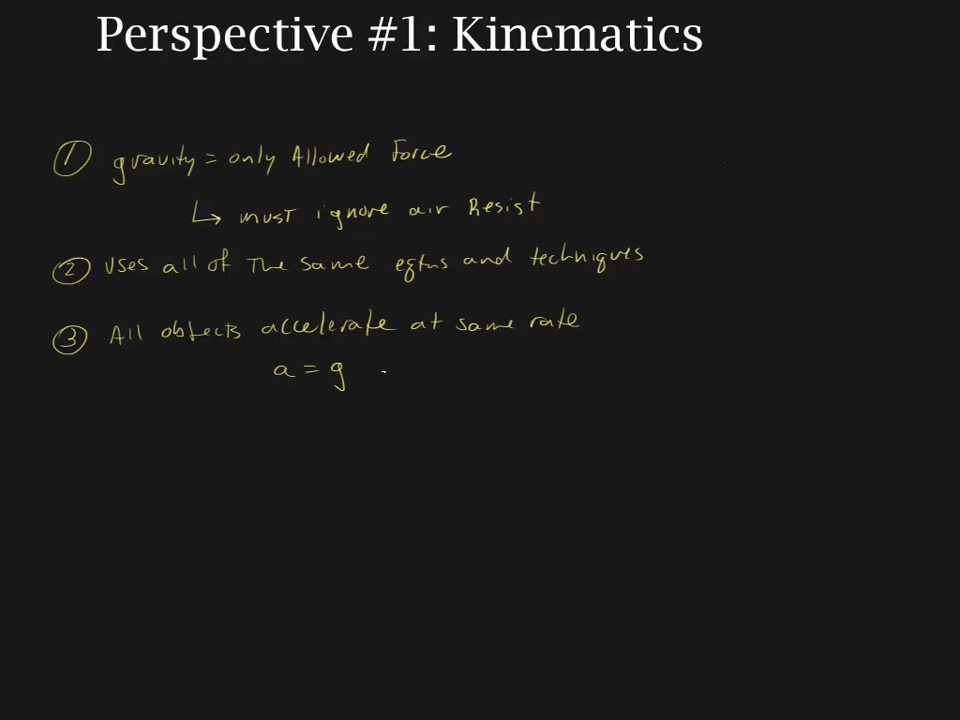 Perspective #1: Kinematics
① gravity = only Allowed Force
↳ must ignore air Resist
② Uses all of The same eqtns and techniques
③ All objects accelerate at same rate
a = g